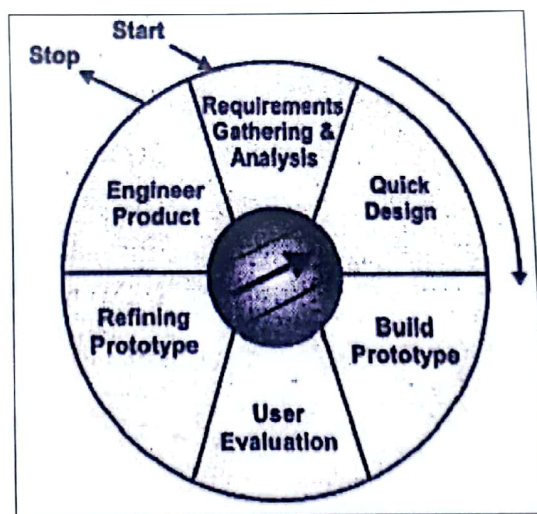 Start
Stop
Requirements
Gathering &
Analysis
Quick
Design
Build
Prototype
User
Evaluation
Refining
Prototype
Engineer
Product